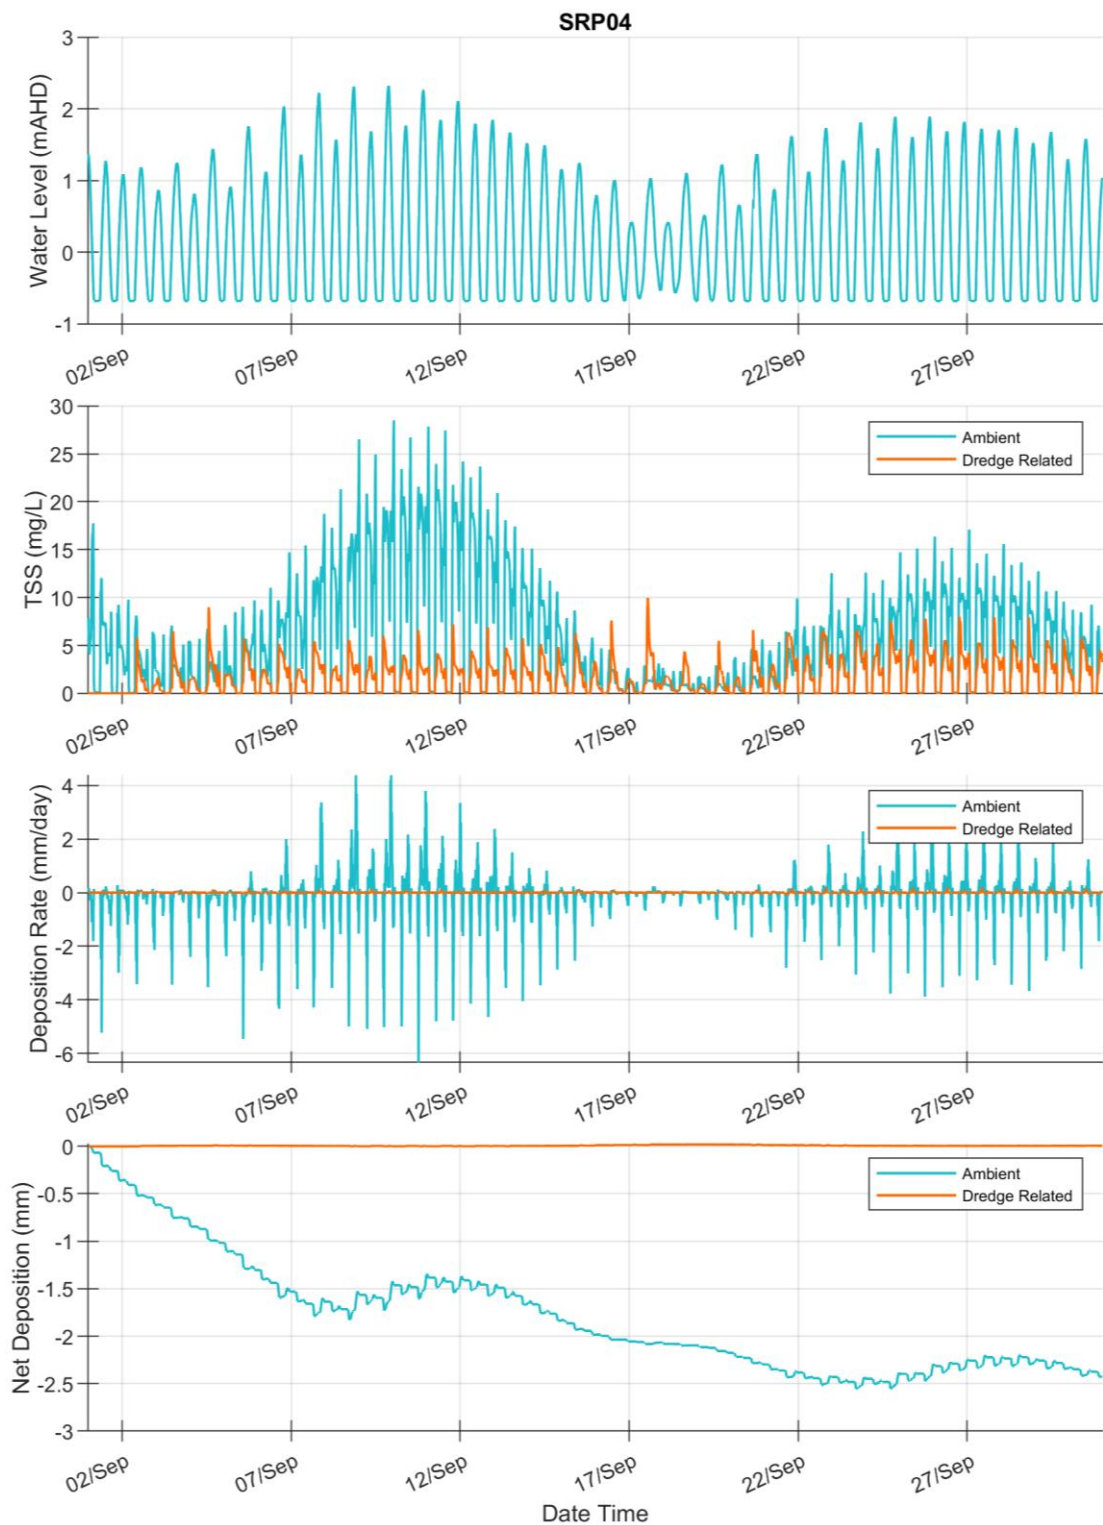 SRP04
Water Level (mAHD)
3
2
1
0
-1
02/Sep 07/Sep 12/Sep 17/Sep 22/Sep 27/Sep
TSS (mg/L)
30
25
20
15
10
5
0
Ambient
Dredge Related
02/Sep 07/Sep 12/Sep 17/Sep 22/Sep 27/Sep
Deposition Rate (mm/day)
4
2
0
-2
-4
-6
Ambient
Dredge Related
02/Sep 07/Sep 12/Sep 17/Sep 22/Sep 27/Sep
Net Deposition (mm)
0
-0.5
-1
-1.5
-2
-2.5
-3
Ambient
Dredge Related
02/Sep 07/Sep 12/Sep 17/Sep 22/Sep 27/Sep
Date Time